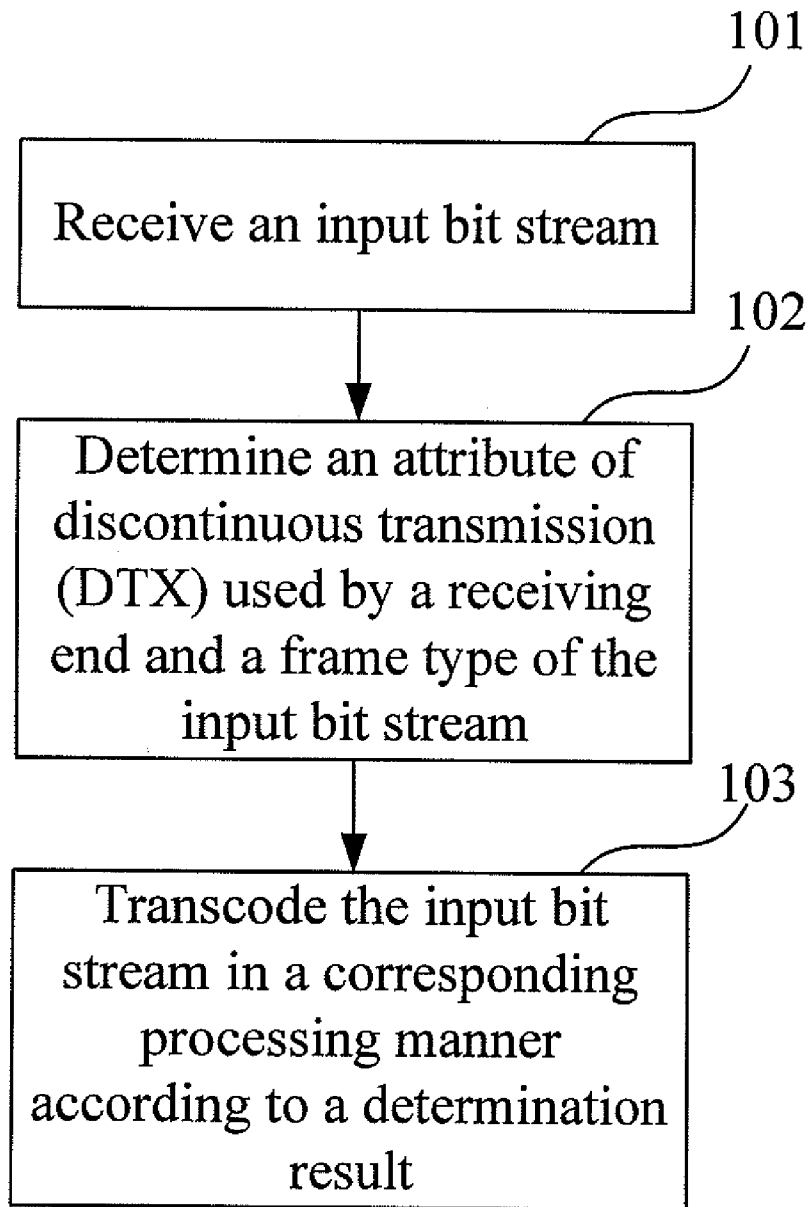 101
Receive an input bit stream
102
Determine an attribute of
discontinuous transmission
(DTX) used by a receiving
end and a frame type of the
input bit stream
103
Transcode the input bit
stream in a corresponding
processing manner
according to a determination
result